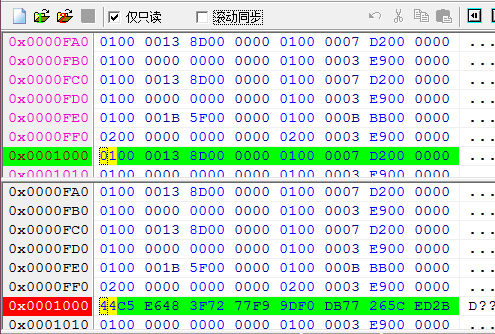 仅只读 滚动同步
0x0000FA0 0100 0013 8D00 0000 0100 0007 D200 0000 ...
0x0000FB0 0100 0000 0000 0000 0100 0003 E900 0000 ...
0x0000FC0 0100 0013 8D00 0000 0100 0007 D200 0000 ...
0x0000FD0 0100 0000 0000 0000 0100 0003 E900 0000 ...
0x0000FE0 0100 001B 5F00 0000 0100 000B BB00 0000 ...
0x0000FF0 0200 0000 0000 0000 0200 0003 E900 0000 ...
0x0001000 0100 0013 8D00 0000 0100 0007 D200 0000 ...
0x0001010 0100 0000 0000 0000 0100 0003 E900 0000 ...
0x0000FA0 0100 0013 8D00 0000 0100 0007 D200 0000 ...
0x0000FB0 0100 0000 0000 0000 0100 0003 E900 0000 ...
0x0000FC0 0100 0013 8D00 0000 0100 0007 D200 0000 ...
0x0000FD0 0100 0000 0000 0000 0100 0003 E900 0000 ...
0x0000FE0 0100 001B 5F00 0000 0100 000B BB00 0000 ...
0x0000FF0 0200 0000 0000 0000 0200 0003 E900 0000 ...
0x0001000 44C5 E648 3F72 77F9 9DF0 DB77 265C ED2B D??
0x0001010 0100 0000 0000 0000 0100 0003 E900 0000 ...